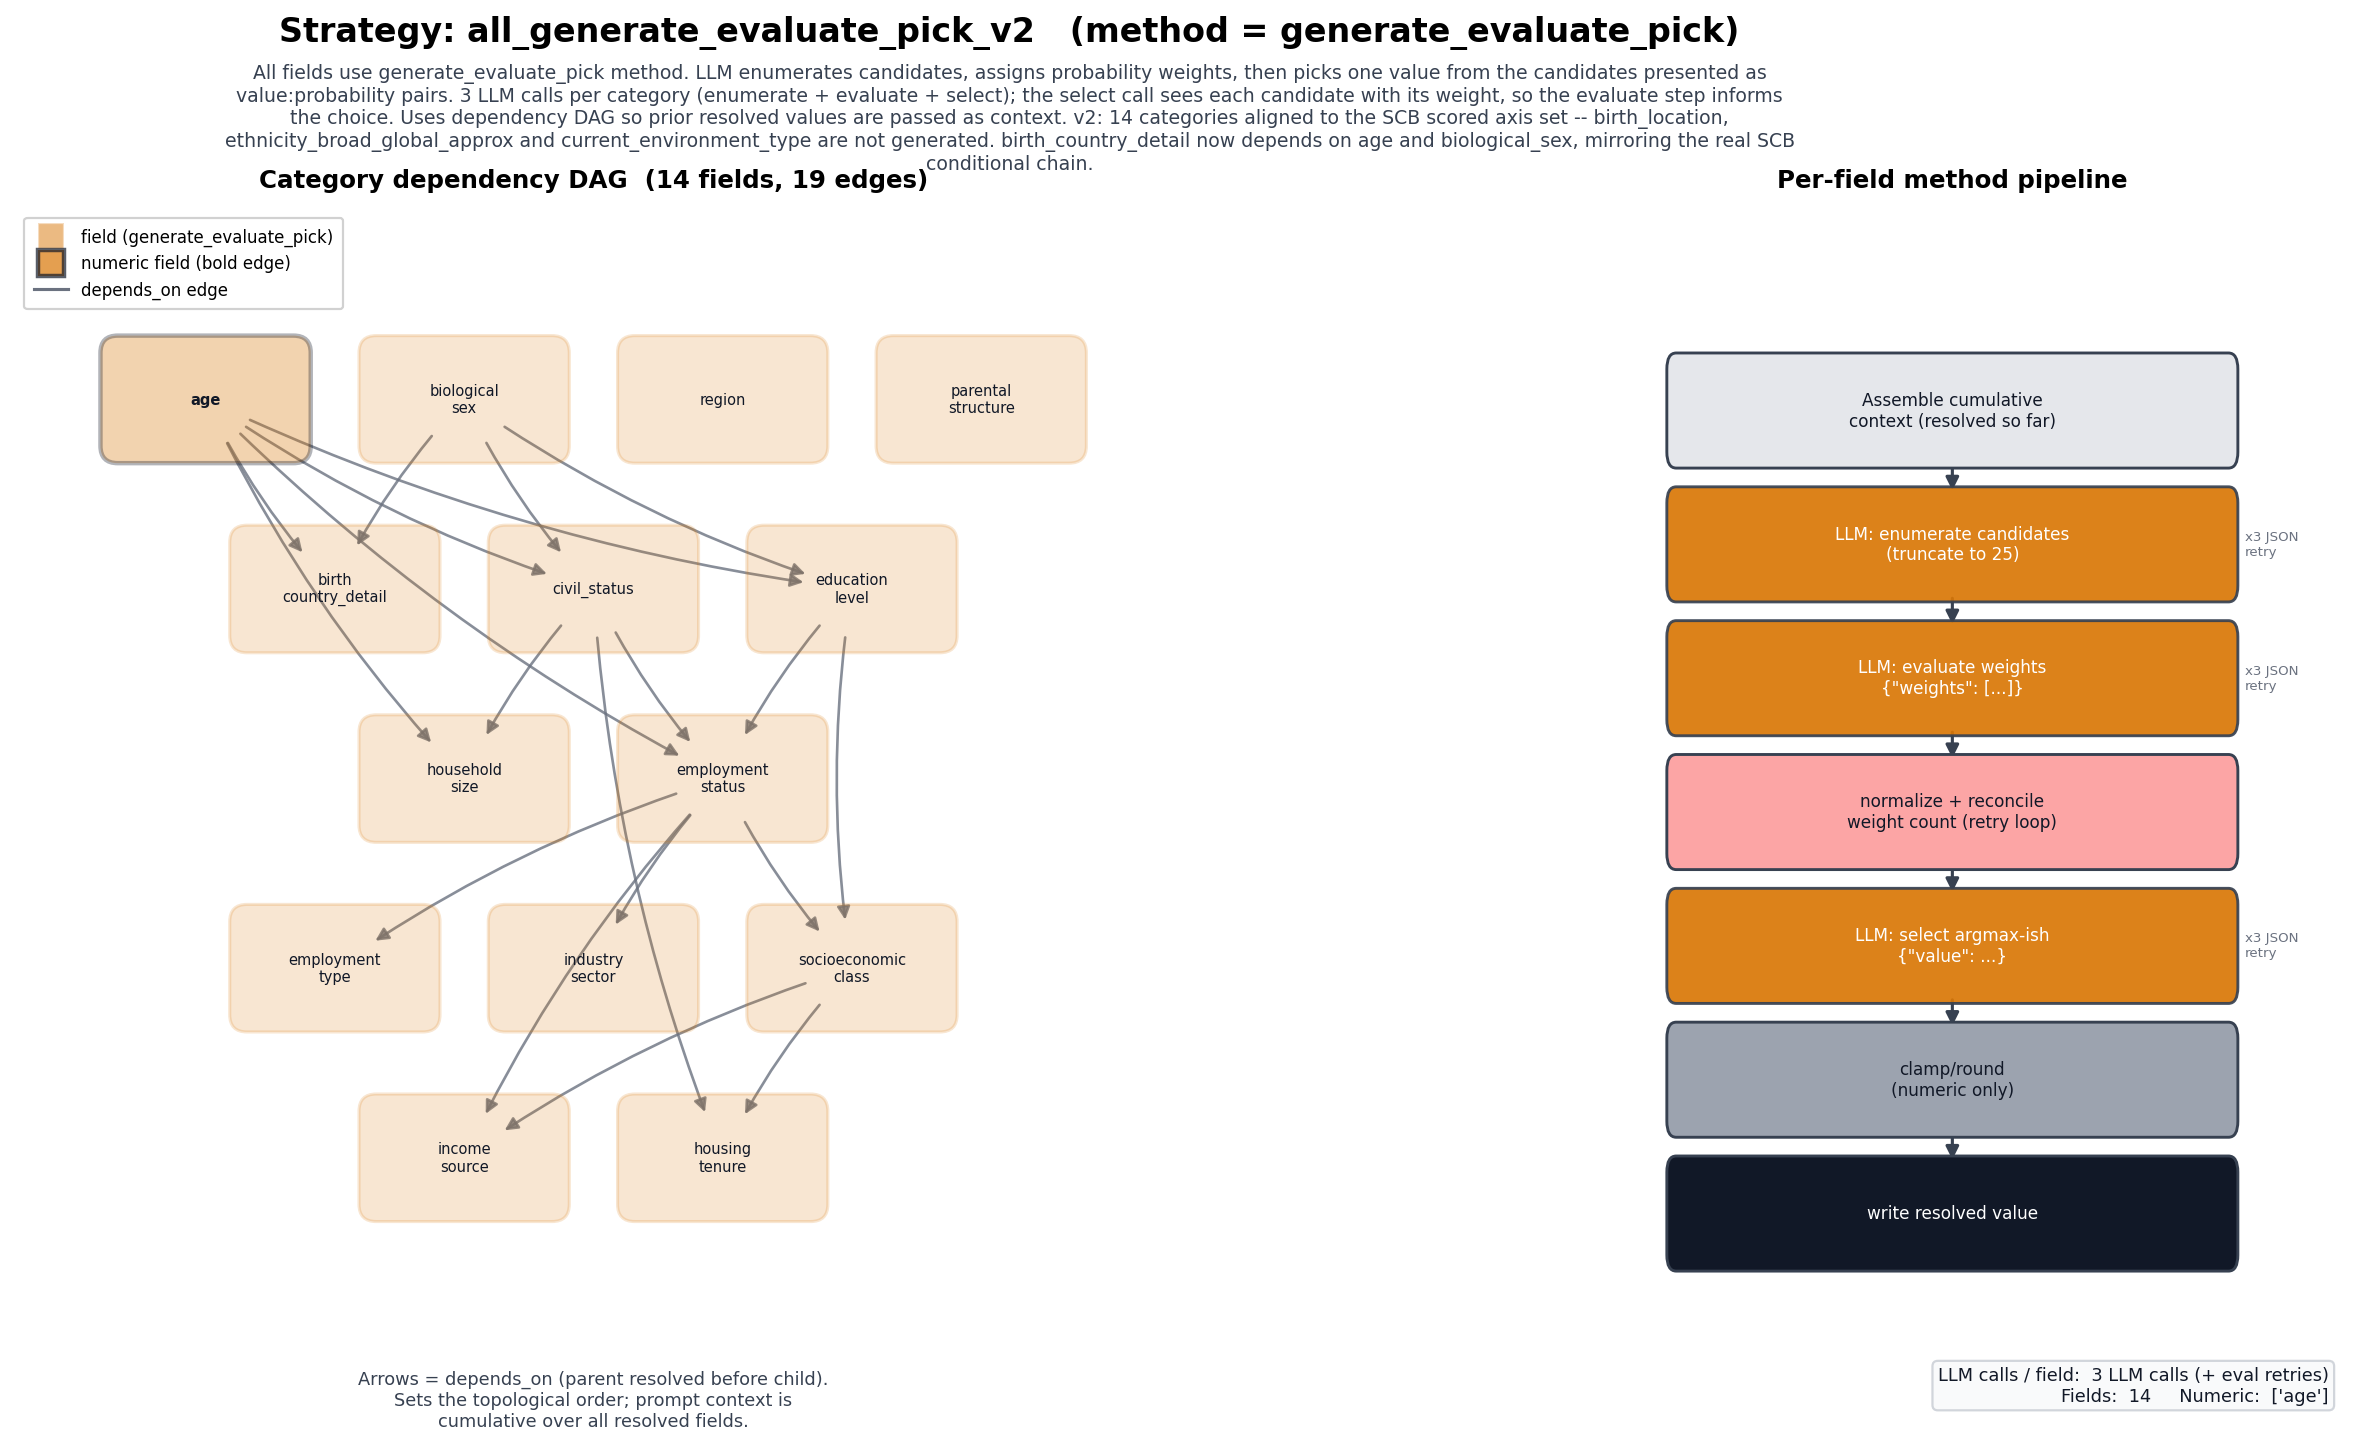 Strategy: all_generate_evaluate_pick_v2   (method = generate_evaluate_pick)
All fields use generate_evaluate_pick method. LLM enumerates candidates, assigns probability weights, then picks one value from the candidates presented as
value:probability pairs. 3 LLM calls per category (enumerate + evaluate + select); the select call sees each candidate with its weight, so the evaluate step informs
the choice. Uses dependency DAG so prior resolved values are passed as context. v2: 14 categories aligned to the SCB scored axis set -- birth_location,
ethnicity_broad_global_approx and current_environment_type are not generated. birth_country_detail now depends on age and biological_sex, mirroring the real SCB
conditional chain.
Category dependency DAG  (14 fields, 19 edges)
field (generate_evaluate_pick)
numeric field (bold edge)
depends_on edge
age
biological
sex
region
parental
structure
birth
country_detail
civil_status
education
level
household
size
employment
status
employment
type
industry
sector
socioeconomic
class
income
source
housing
tenure
Arrows = depends_on (parent resolved before child).
Sets the topological order; prompt context is
cumulative over all resolved fields.
Per-field method pipeline
Assemble cumulative
context (resolved so far)
LLM: enumerate candidates
(truncate to 25)
x3 JSON
retry
LLM: evaluate weights
{"weights": [...]}
x3 JSON
retry
normalize + reconcile
weight count (retry loop)
LLM: select argmax-ish
{"value": ...}
x3 JSON
retry
clamp/round
(numeric only)
write resolved value
LLM calls / field:  3 LLM calls (+ eval retries)
Fields:  14     Numeric:  ['age']